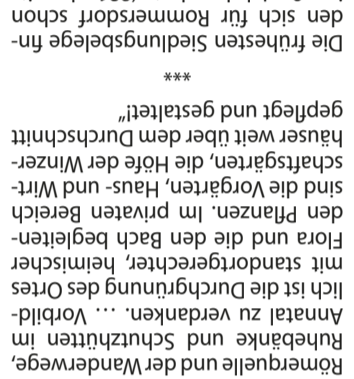 Römerquelle und der Wanderwege,
Ruhebänke und Schutzhütten im
Annatal zu verdanken. … Vorbild-
lich ist die Durchgrünung des Ortes
mit standortgerechter, heimischer
Flora und die den Bach begleiten-
den Pflanzen. Im privaten Bereich
sind die Vorgärten, Haus- und Wirt-
schaftsgärten, die Höfe der Winzer-
häuser weit über dem Durchschnitt
gepflegt und gestaltet!"
***
Die frühesten Siedlungsbelege fin-
den sich für Rommersdorf schon